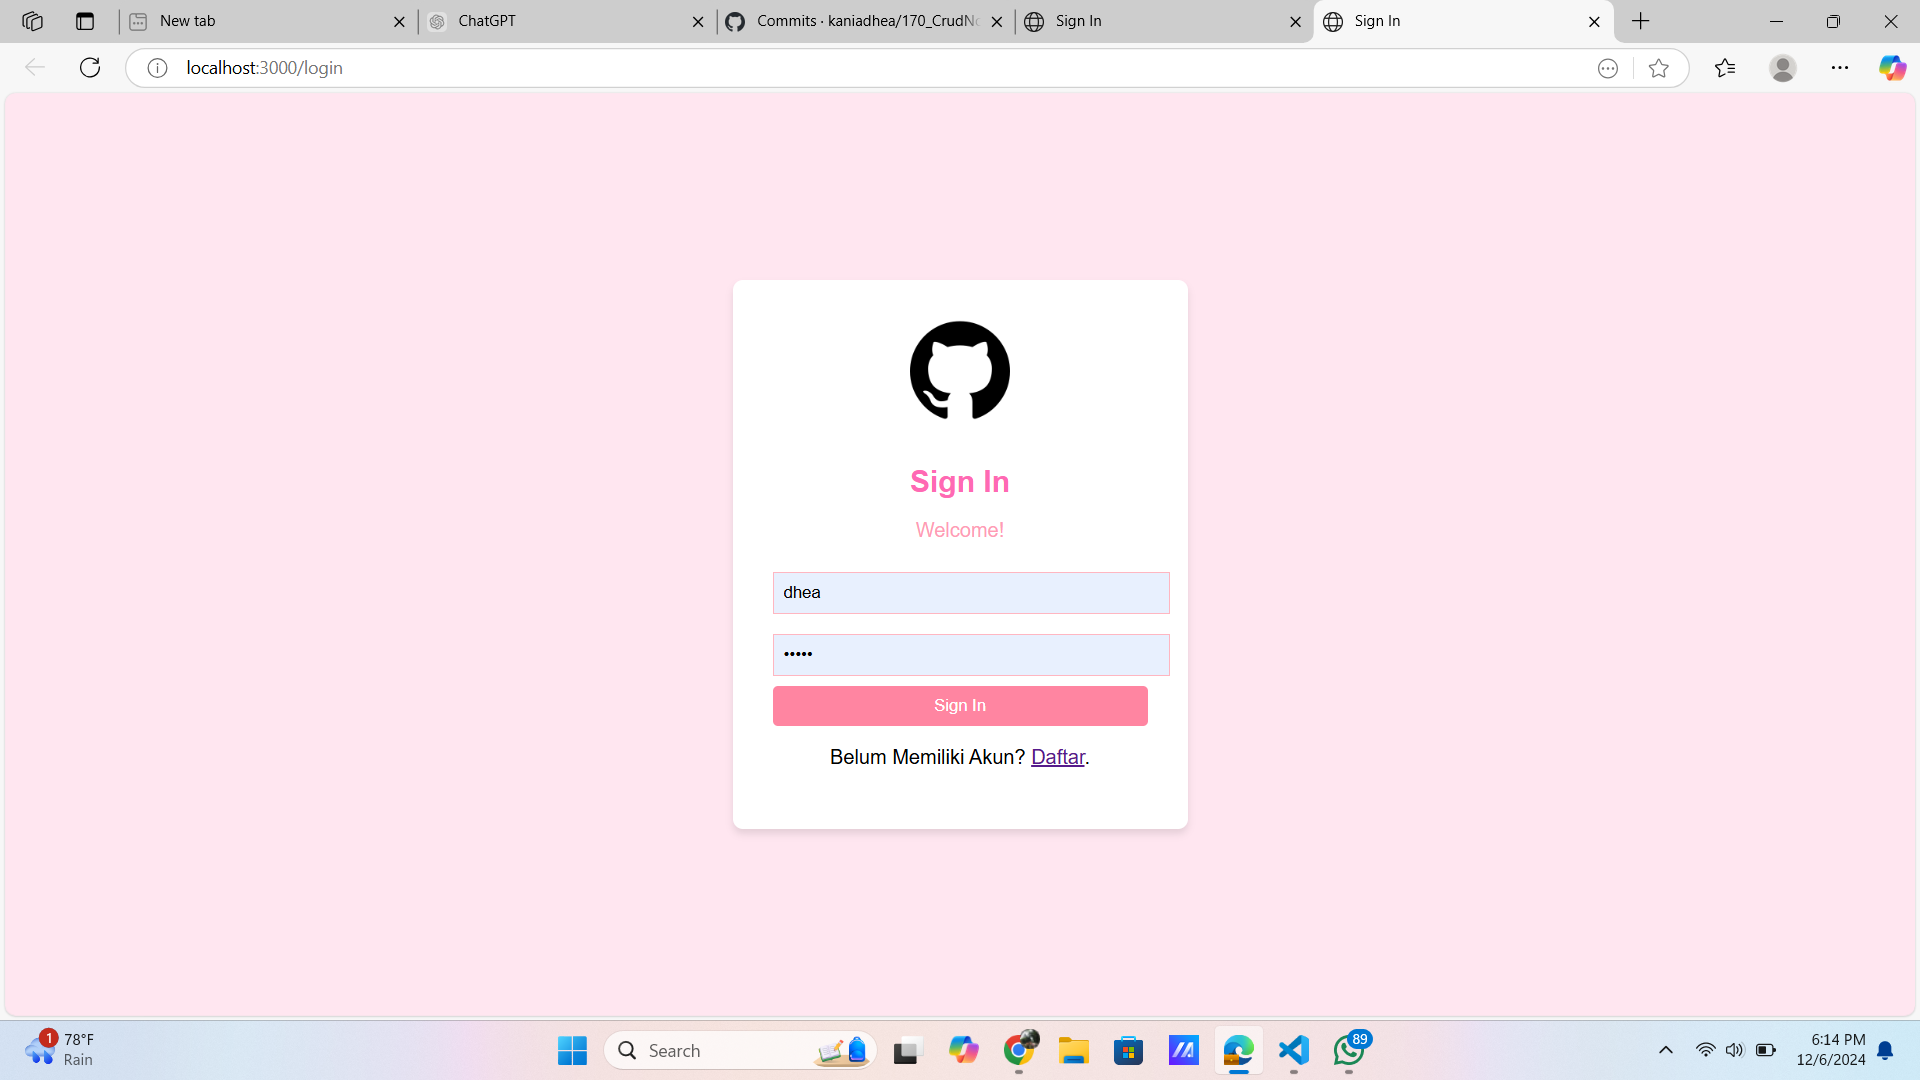 New tab
ChatGPT
Commits · kaniadhea/170_CrudN
Sign In
Sign In
localhost:3000/login
Sign In
Welcome!
dhea
•••••
Sign In
Belum Memiliki Akun? Daftar.
1
78°F
Rain
Search
89
6:14 PM
12/6/2024